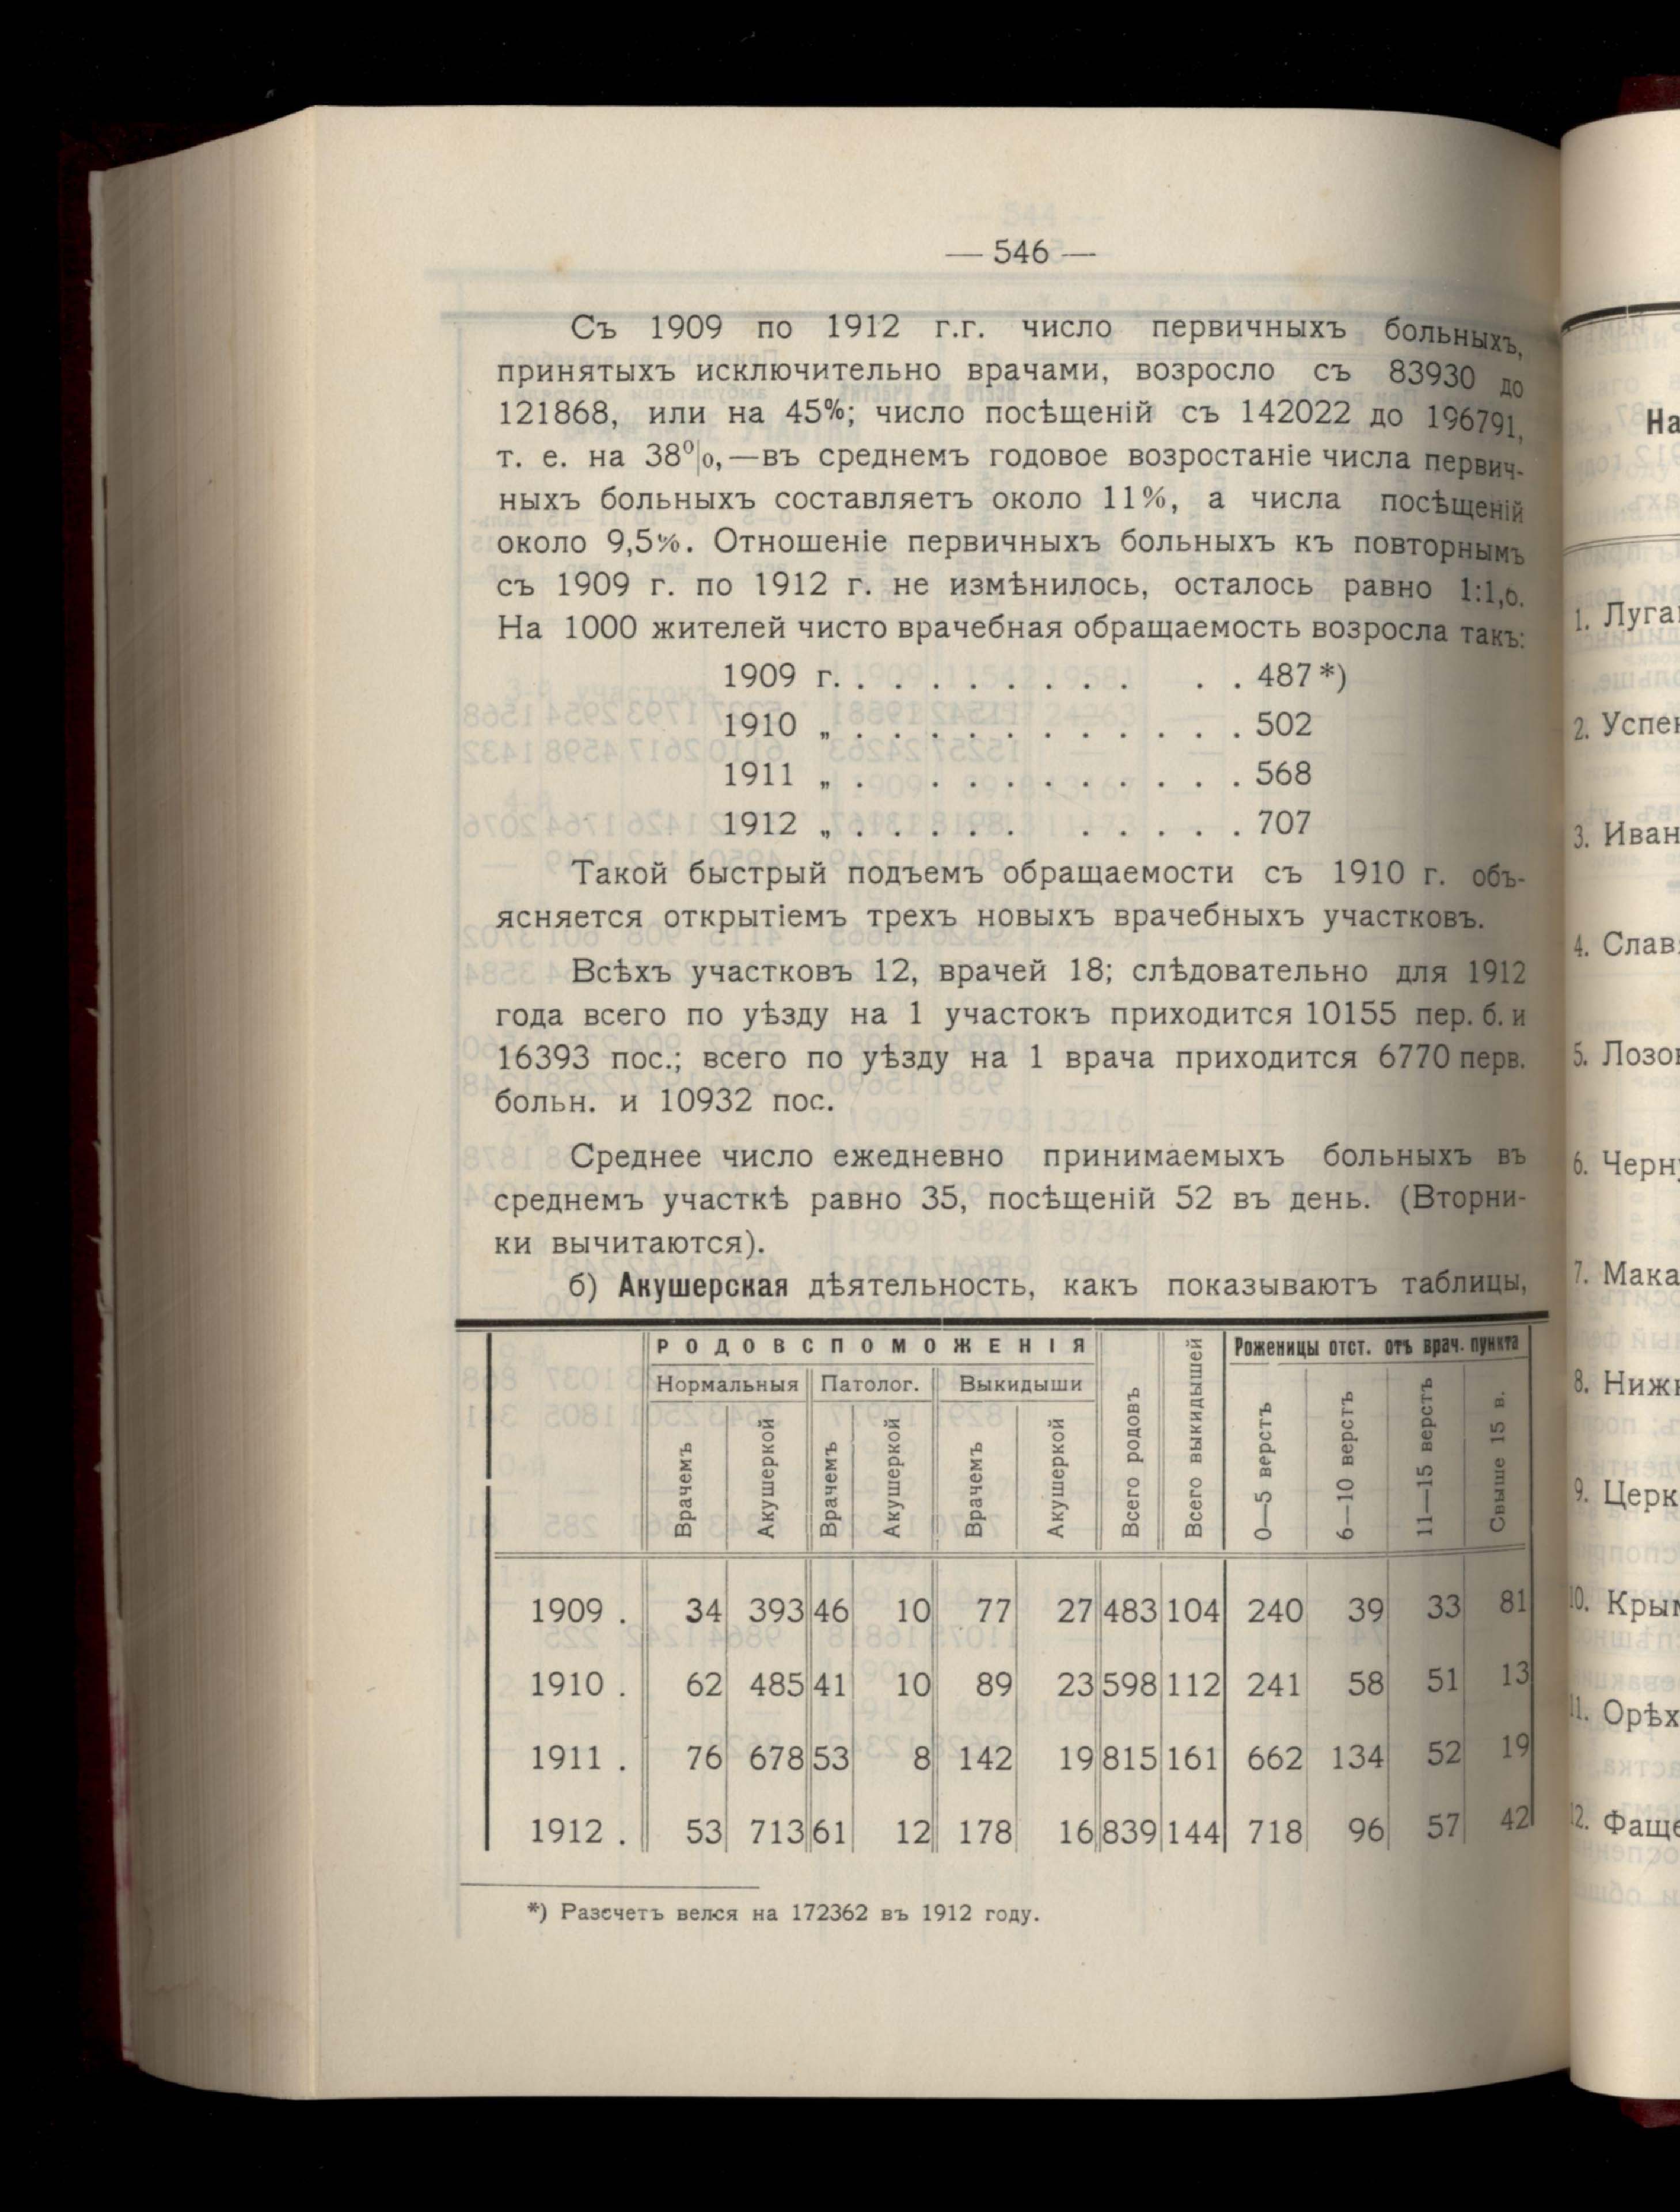 — 546 —
Съ 1909 по 1912 г.г. число первичныхъ больныхъ,
принятыхъ исключительно врачами, возросло съ 83930 до
121868, или на 45%; число посѣщеній съ 142022 до 196791,
т. е. на 38⁰|₀,—въ среднемъ годовое возростаніе числа первич-
ныхъ больныхъ составляетъ около 11%, а числа посѣщеній
около 9,5%. Отношеніе первичныхъ больныхъ къ повторнымъ
съ 1909 г. по 1912 г. не измѣнилось, осталось равно 1:1,о.
На 1000 жителей чисто врачебная обращаемость возросла такъ:
1909 г. . . . . . . . . . . 487*)
1910 „ . . . . . . . . . . . 502
1911 „ . . . . . . . . . . 568
1912 „ . . . . . . . . . . 707
Такой быстрый подъемъ обращаемости съ 1910 г. объ-
ясняется открытіемъ трехъ новыхъ врачебныхъ участковъ.
Всѣхъ участковъ 12, врачей 18; слѣдовательно для 1912
года всего по уѣзду на 1 участокъ приходится 10155 пер. б. и
16393 пос.; всего по уѣзду на 1 врача приходится 6770 перв.
больн. и 10932 пос.
Среднее число ежедневно принимаемыхъ больныхъ въ
среднемъ участкѣ равно 35, посѣщеній 52 въ день. (Вторни-
ки вычитаются).
б) Акушерская дѣятельность, какъ показываютъ таблицы,
РОДОВСПОМОЖЕНІЯ Всего родовъ Всего выкидышей Роженицы отст. отъ врач. пункта
Нормальныя Патолог. Выкидыши
Врачемъ Акушеркой Врачемъ Акушеркой Врачемъ Акушеркой 0—5 верстъ 6—10 верстъ 11—15 верстъ Свыше 15 в.
1909 . 34 393 46 10 77 27 483 104 240 39 33 81
1910 . 62 485 41 10 89 23 598 112 241 58 51 13
1911 . 76 678 53 8 142 19 815 161 662 134 52 19
1912 . 53 713 61 12 178 16 839 144 718 96 57 42
*) Разсчетъ велся на 172362 въ 1912 году.
На
1. Луга
2. Успе
3. Иван
4. Слав
5. Лозо
6. Черн
7. Мака
8. Ниж
9. Церк
10. Кры
11. Орѣх
12. Фаще